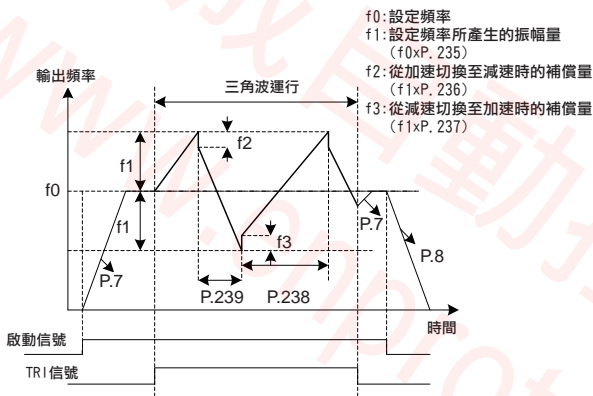 f0:設定頻率
f1:設定頻率所產生的振幅量
(f0xP.235)
f2:從加速切換至減速時的補償量
(f1xP.236)
f3:從減速切換至加速時的補償量
(f1xP.237)
輸出頻率
三角波運行
f1
f2
f0
f1
f3
P.7
P.7
P.8
P.239
P.238
時間
啟動信號
TRI信號